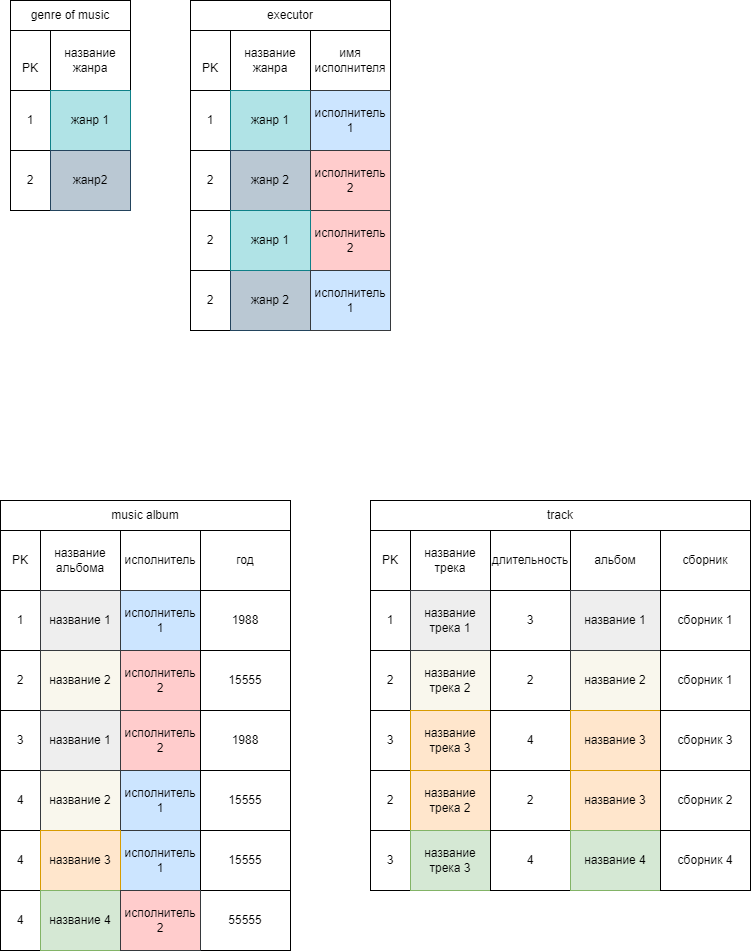 genre of music
PK
название
жанра
1
жанр 1
2
жанр2
executor
PK
название
жанра
имя
исполнителя
1
жанр 1
исполнитель
1
2
жанр 2
исполнитель
2
2
жанр 1
исполнитель
2
2
жанр 2
исполнитель
1
music album
PK
название
альбома
исполнитель
год
1
название 1
исполнитель
1
1988
2
название 2
исполнитель
2
15555
3
название 1
исполнитель
2
1988
4
название 2
исполнитель
1
15555
4
название 3
исполнитель
1
15555
4
название 4
исполнитель
2
55555
track
PK
название
трека
длительность
альбом
сборник
1
название
трека 1
3
название 1
сборник 1
2
название
трека 2
2
название 2
сборник 1
3
название
трека 3
4
название 3
сборник 3
2
название
трека 2
2
название 3
сборник 2
3
название
трека 3
4
название 4
сборник 4